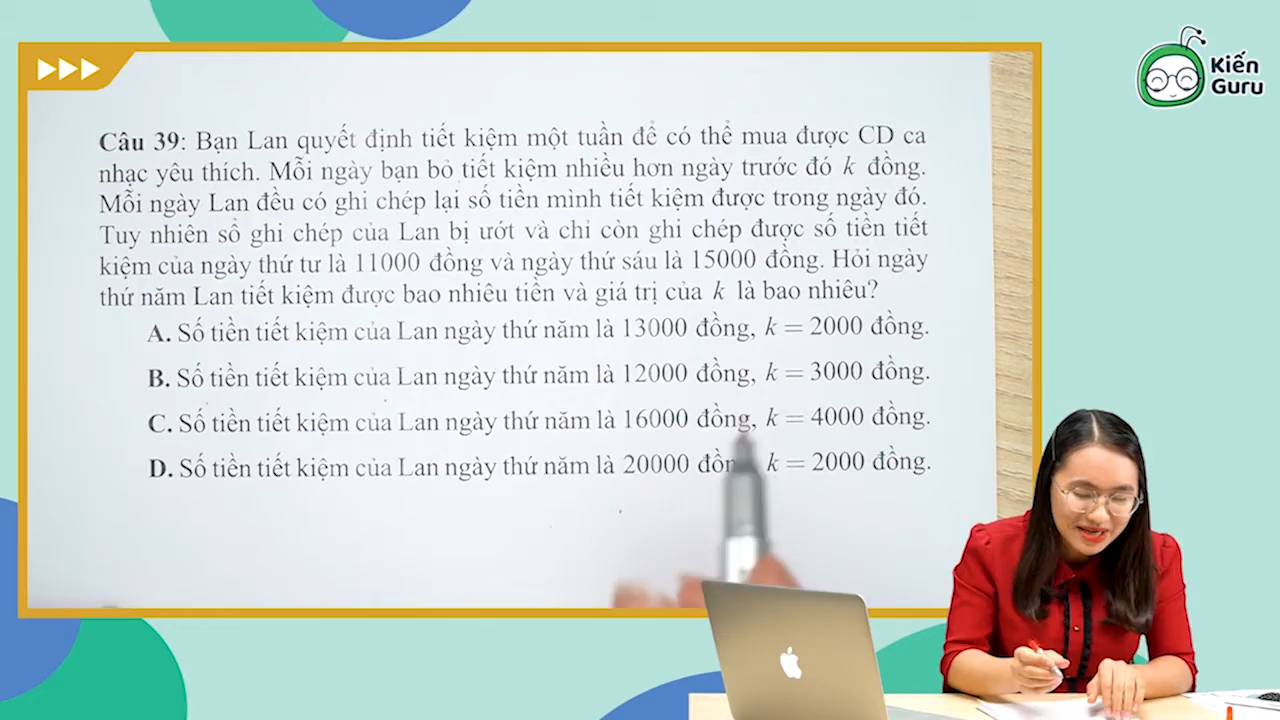 Kiến
Guru
Câu 39: Bạn Lan quyết định tiết kiệm một tuần để có thể mua được CD ca
nhạc yêu thích. Mỗi ngày bạn bỏ tiết kiệm nhiều hơn ngày trước đó k đồng.
Mỗi ngày Lan đều có ghi chép lại số tiền mình tiết kiệm được trong ngày đó.
Tuy nhiên sổ ghi chép của Lan bị ướt và chỉ còn ghi chép được số tiền tiết
kiệm của ngày thứ tư là 11000 đồng và ngày thứ sáu là 15000 đồng. Hỏi ngày
thứ năm Lan tiết kiệm được bao nhiêu tiền và giá trị của k là bao nhiêu?
A. Số tiền tiết kiệm của Lan ngày thứ năm là 13000 đồng, k = 2000 đồng.
B. Số tiền tiết kiệm của Lan ngày thứ năm là 12000 đồng, k = 3000 đồng.
C. Số tiền tiết kiệm của Lan ngày thứ năm là 16000 đồng, k = 4000 đồng.
D. Số tiền tiết kiệm của Lan ngày thứ năm là 20000 k = 2000 đồng.